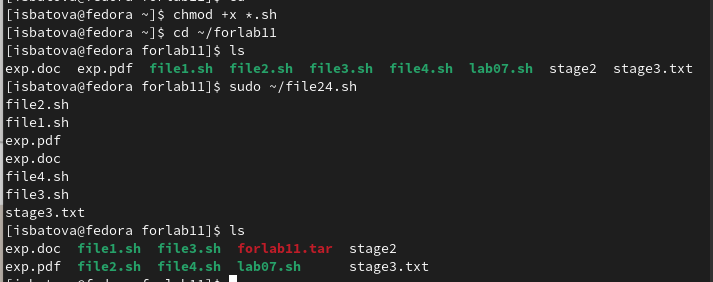 [isbatova@fedora ~]$ chmod +x *.sh
[isbatova@fedora ~]$ cd ~/forlab11
[isbatova@fedora forlab11]$ ls
exp.doc exp.pdf file1.sh file2.sh file3.sh file4.sh lab07.sh stage2 stage3.txt
[isbatova@fedora forlab11]$ sudo ~/file24.sh
file2.sh
file1.sh
exp.pdf
exp.doc
file4.sh
file3.sh
stage3.txt
[isbatova@fedora forlab11]$ ls
exp.doc file1.sh file3.sh forlab11.tar stage2
exp.pdf file2.sh file4.sh lab07.sh stage3.txt
[isbatova@fedora forlab11]$